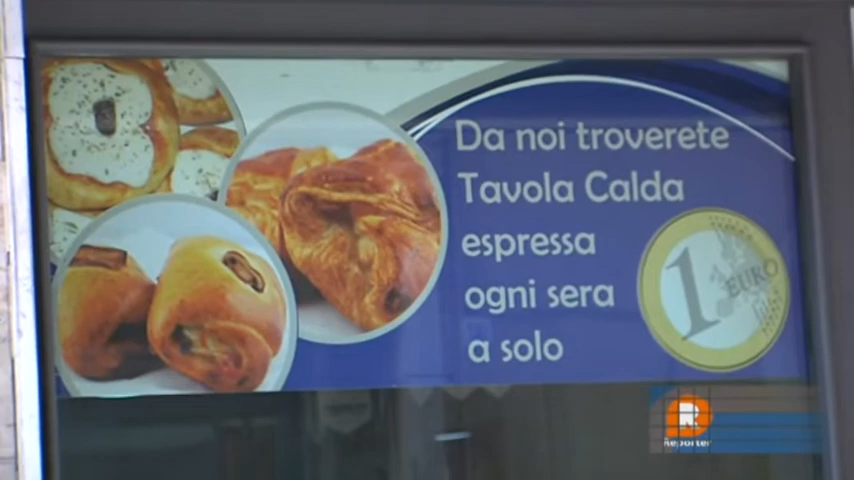 Da noi troverete
Tavola Calda
espressa
ogni sera
a solo
1 EURO
R
Reporter